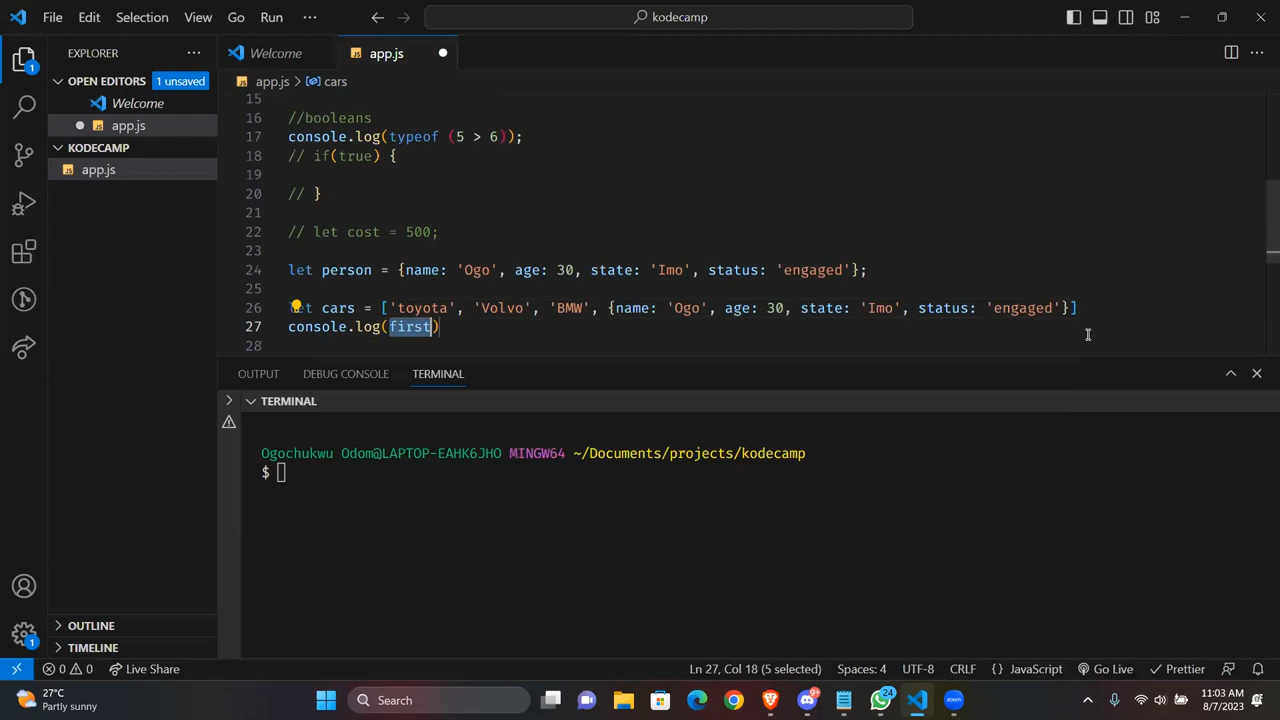 File Edit Selection View Go Run ··· kodecamp
EXPLORER ··· Welcome app.js
OPEN EDITORS 1 unsaved app.js > cars
Welcome
app.js
KODECAMP
app.js
15
16 //booleans
17 console.log(typeof (5 > 6));
18 // if(true) {
19
20 // }
21
22 // let cost = 500;
23
24 let person = {name: 'Ogo', age: 30, state: 'Imo', status: 'engaged'};
26 let cars = ['toyota', 'Volvo', 'BMW', {name: 'Ogo', age: 30, state: 'Imo', status: 'engaged'}]
27 console.log(first)
28
OUTPUT DEBUG CONSOLE TERMINAL
TERMINAL
Ogochukwu Odom@LAPTOP-EAHK6JHO MINGW64 ~/Documents/projects/kodecamp
$
OUTLINE
TIMELINE
0 0 Live Share Ln 27, Col 18 (5 selected) Spaces: 4 UTF-8 CRLF {} JavaScript Go Live Prettier
27°C
Partly sunny
Search
24
zoom
11:03 AM
8/7/2023